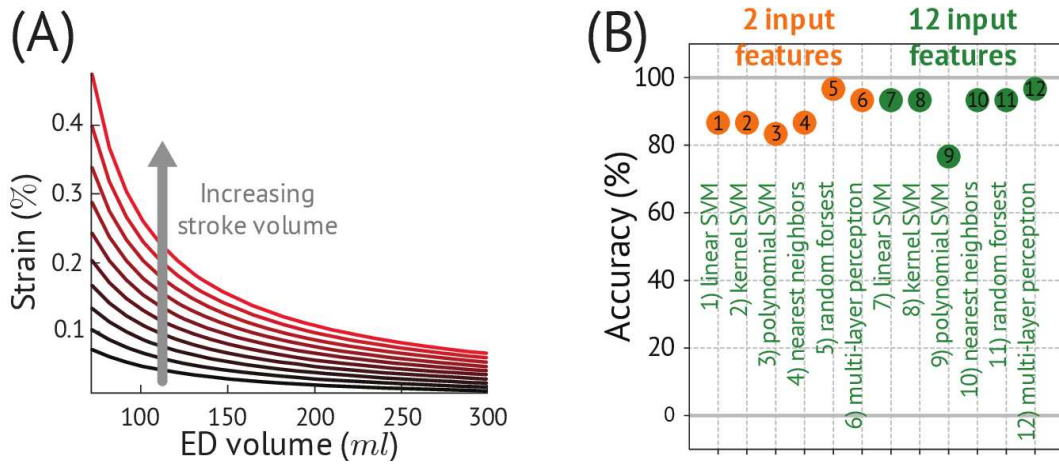 (A)
Strain (%)
0.4
0.3
0.2
0.1
Increasing
stroke volume
100
150
200
250
300
ED volume (ml)
(B)
2 input
features
12 input
features
Accuracy (%)
100
80
60
40
20
0
1
2
3
4
5
6
7
8
9
10
11
12
1) linear SVM
2) kernel SVM
3) polynomial SVM
4) nearest neighbors
5) random forsest
6) multi-layer perceptron
7) linear SVM
8) kernel SVM
9) polynomial SVM
10) nearest neighbors
11) random forsest
12) multi-layer perceptron